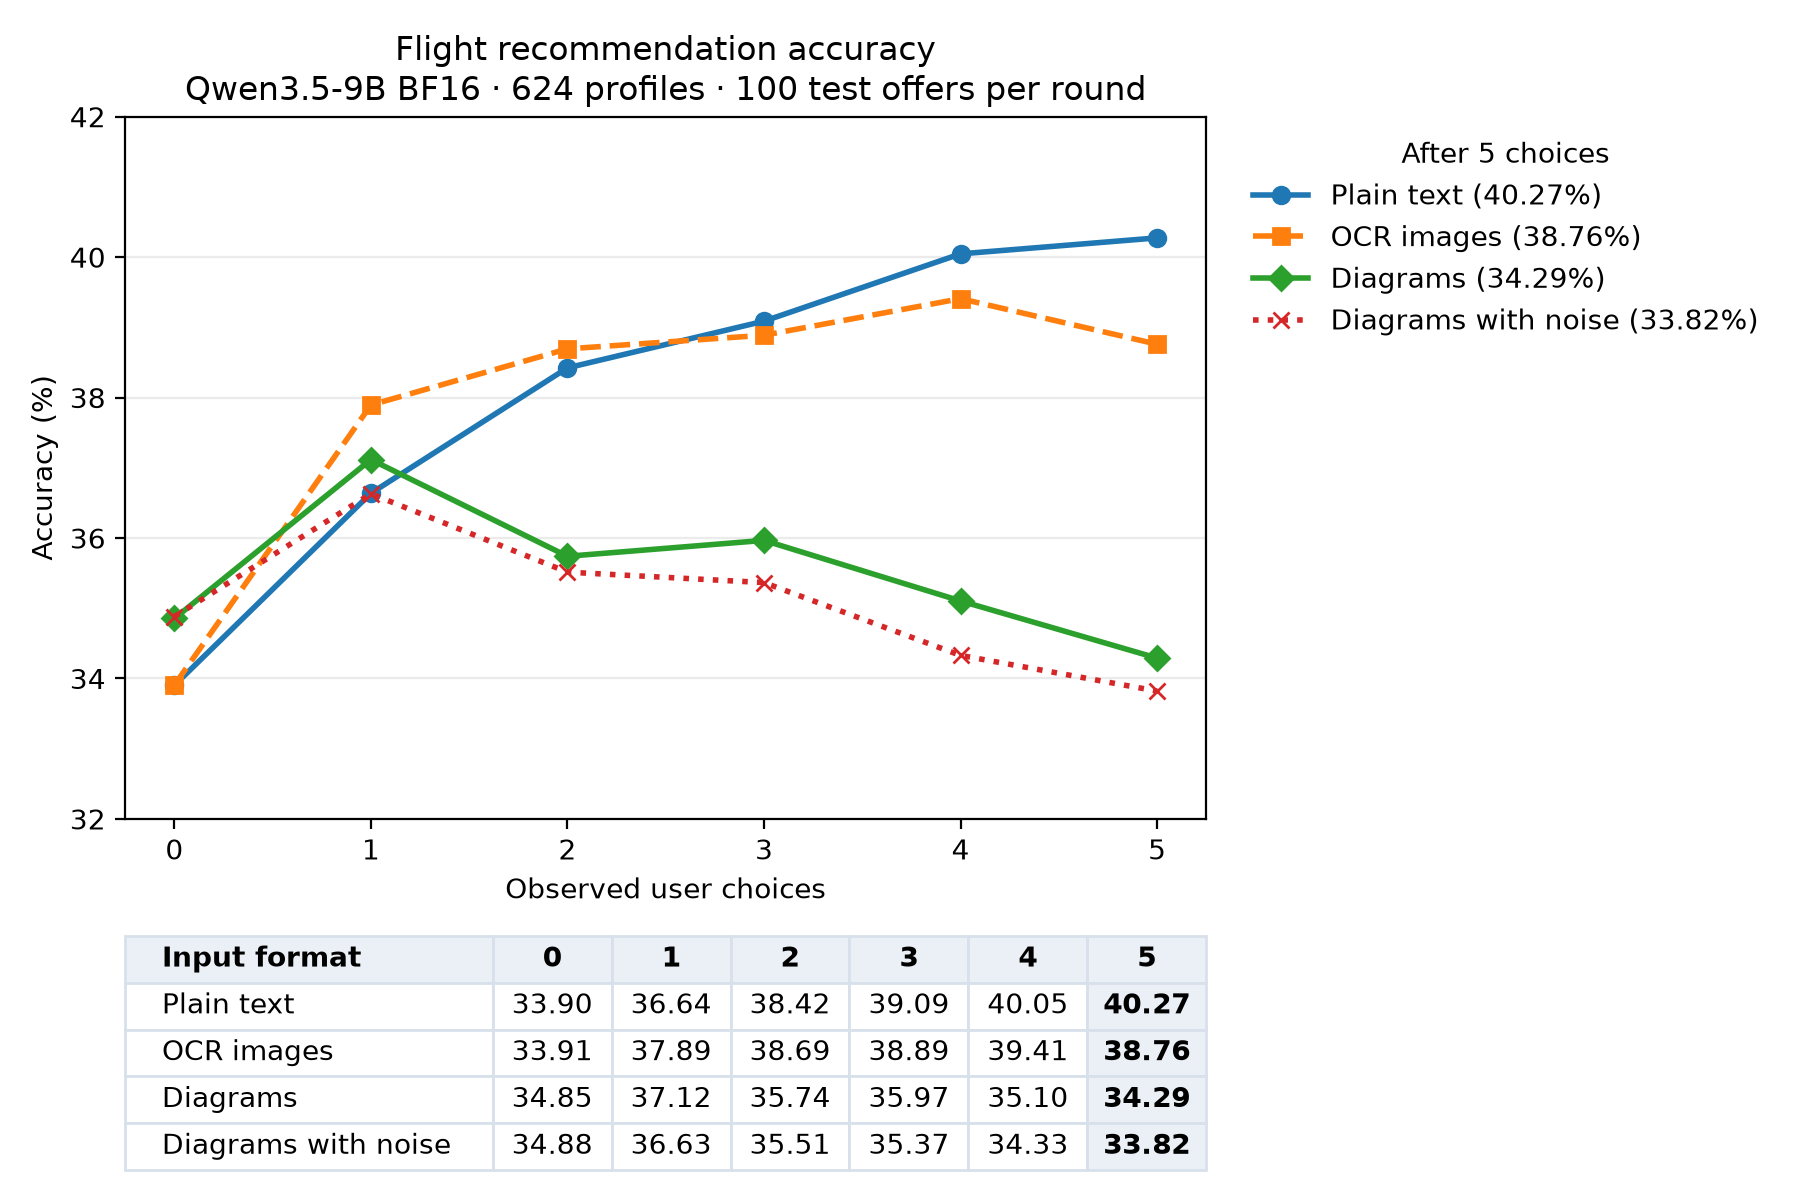 Flight recommendation accuracy
Qwen3.5-9B BF16 · 624 profiles · 100 test offers per round
42
40
38
36
34
32
Accuracy (%)
0 1 2 3 4 5
Observed user choices
After 5 choices
Plain text (40.27%)
OCR images (38.76%)
Diagrams (34.29%)
Diagrams with noise (33.82%)
Input format 0 1 2 3 4 5
Plain text 33.90 36.64 38.42 39.09 40.05 40.27
OCR images 33.91 37.89 38.69 38.89 39.41 38.76
Diagrams 34.85 37.12 35.74 35.97 35.10 34.29
Diagrams with noise 34.88 36.63 35.51 35.37 34.33 33.82